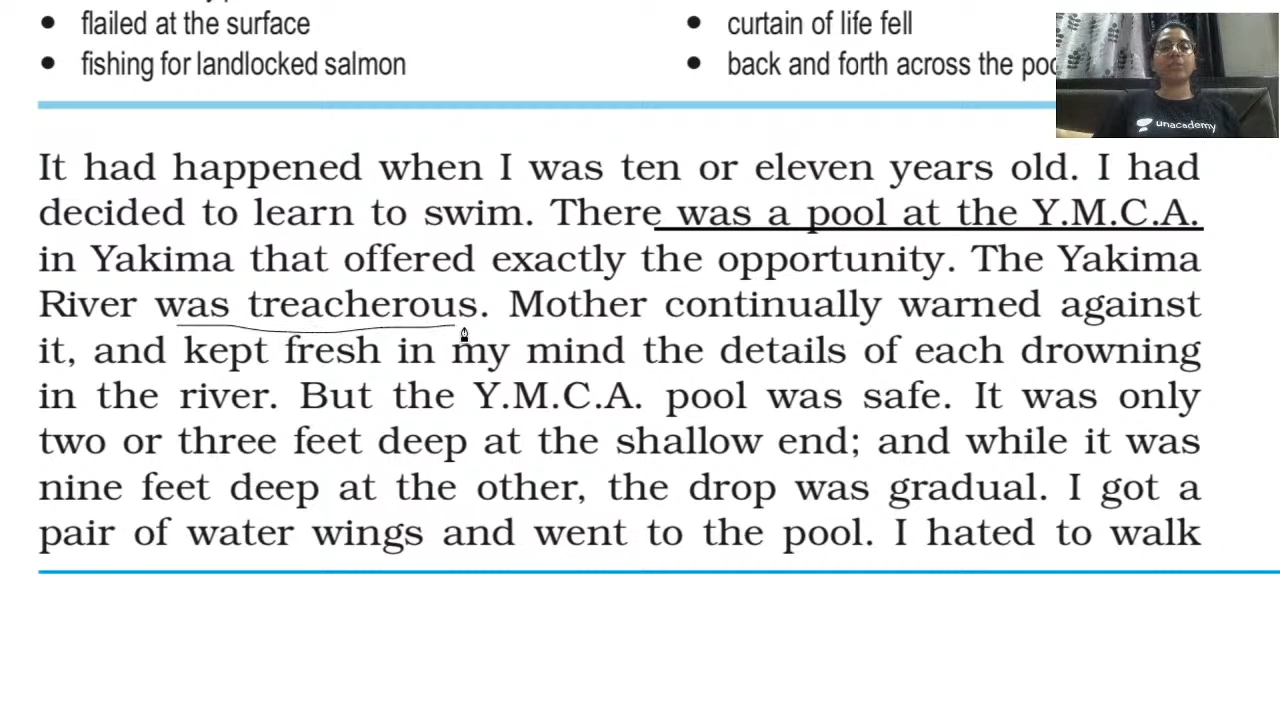 • flailed at the surface
• curtain of life fell
• fishing for landlocked salmon
• back and forth across the
unacademy
It had happened when I was ten or eleven years old. I had
decided to learn to swim. There was a pool at the Y.M.C.A.
in Yakima that offered exactly the opportunity. The Yakima
River was treacherous. Mother continually warned against
it, and kept fresh in my mind the details of each drowning
in the river. But the Y.M.C.A. pool was safe. It was only
two or three feet deep at the shallow end; and while it was
nine feet deep at the other, the drop was gradual. I got a
pair of water wings and went to the pool. I hated to walk